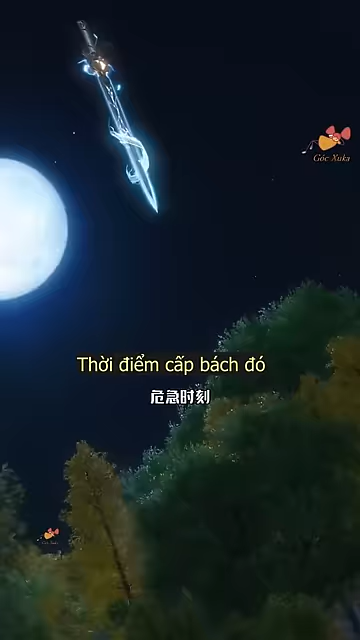 Góc Xuka
Thời điểm cấp bách đó
危急时刻